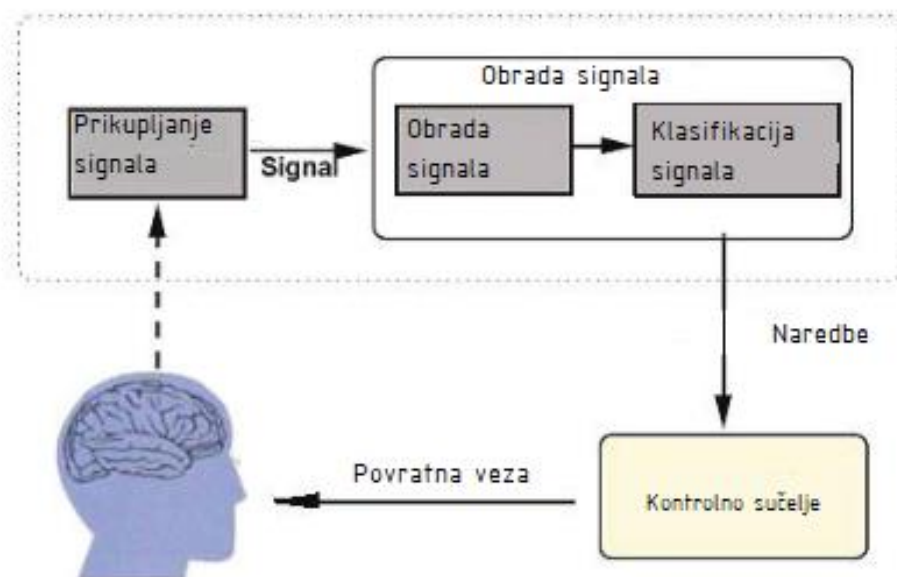 Obrada signala
Prikupljanje
signala
Signal
Obrada
signala
Klasifikacija
signala
Naredbe
Povratna veza
Kontrolno sučelje